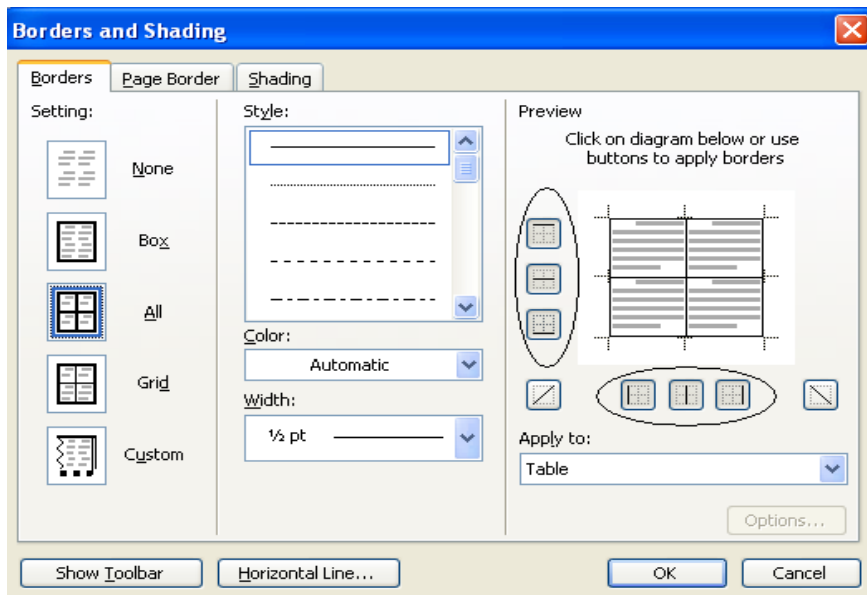 Borders and Shading
Borders
Page Border
Shading
Setting:
None
Box
All
Grid
Custom
Style:
Color:
Automatic
Width:
½ pt
Preview
Click on diagram below or use
buttons to apply borders
Apply to:
Table
Options...
Show Toolbar
Horizontal Line...
OK
Cancel